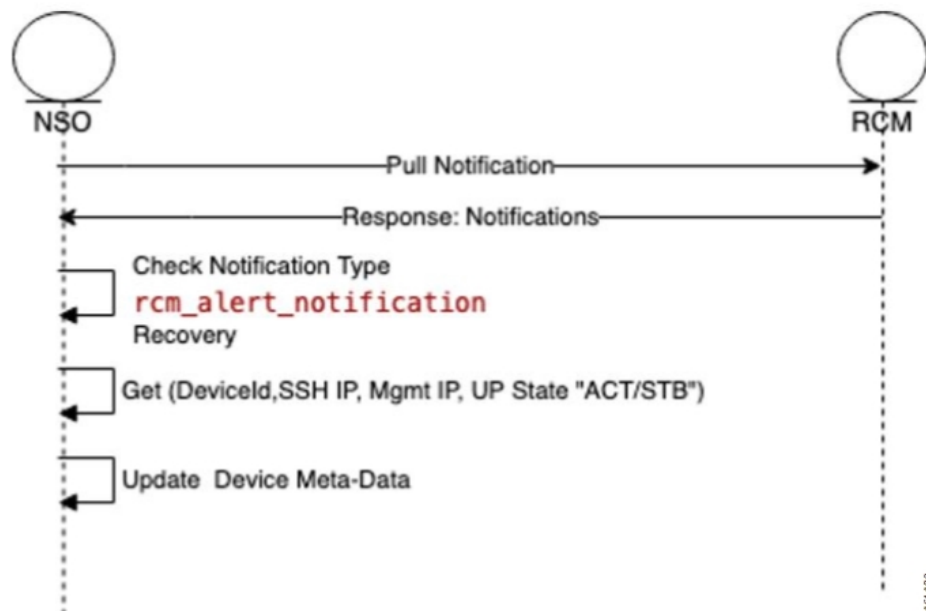 NSO
RCM
Pull Notification
Response: Notifications
Check Notification Type
rcm_alert_notification
Recovery
Get (DeviceId,SSH IP, Mgmt IP, UP State "ACT/STB")
Update Device Meta-Data